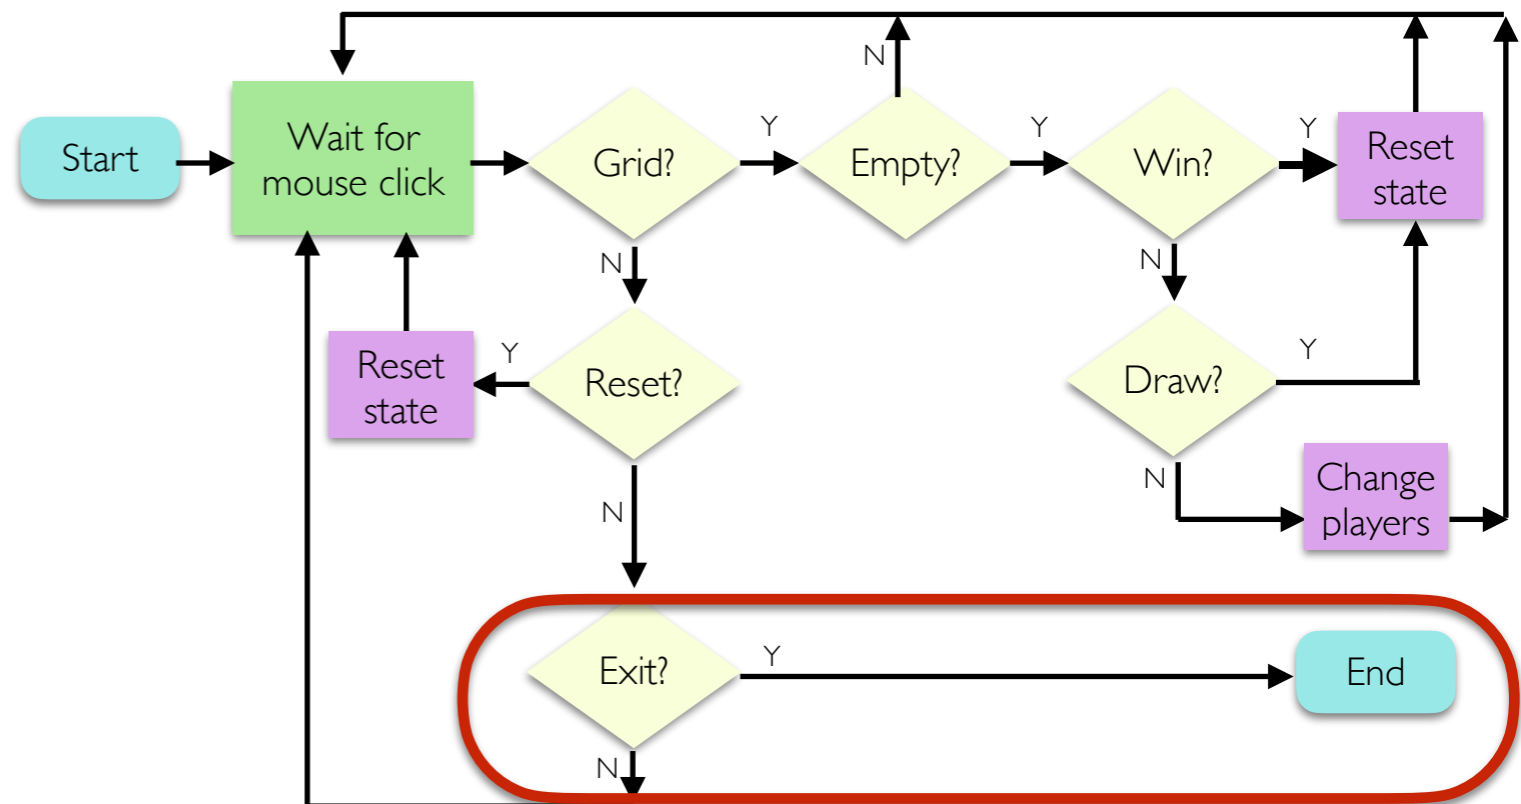 N
Start
Wait for
mouse click
Grid?
Y
Empty?
Y
Win?
Y
Reset
state
N
N
Reset
state
Y
Reset?
Draw?
Y
N
N
Change
players
Exit?
Y
End
N